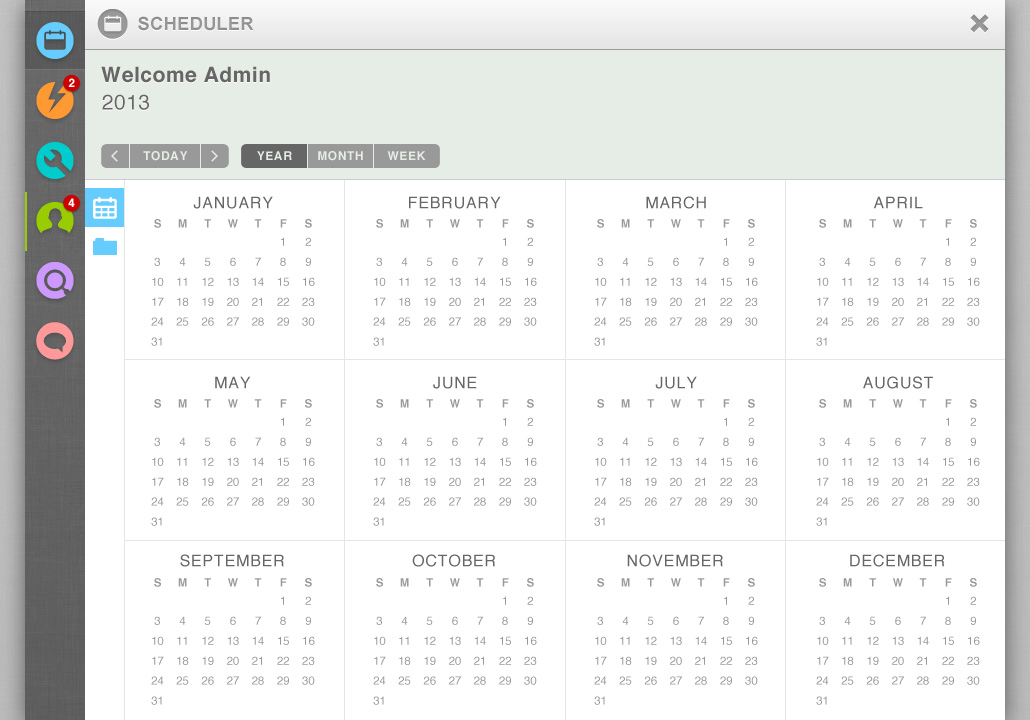 SCHEDULER
Welcome Admin
2013
2
4
< TODAY > YEAR MONTH WEEK
JANUARY FEBRUARY MARCH APRIL
S M T W T F S S M T W T F S S M T W T F S S M T W T F S
1 2 1 2 1 2 1 2
3 4 5 6 7 8 9 3 4 5 6 7 8 9 3 4 5 6 7 8 9 3 4 5 6 7 8 9
10 11 12 13 14 15 16 10 11 12 13 14 15 16 10 11 12 13 14 15 16 10 11 12 13 14 15 16
17 18 19 20 21 22 23 17 18 19 20 21 22 23 17 18 19 20 21 22 23 17 18 19 20 21 22 23
24 25 26 27 28 29 30 24 25 26 27 28 29 30 24 25 26 27 28 29 30 24 25 26 27 28 29 30
31 31 31 31
MAY JUNE JULY AUGUST
S M T W T F S S M T W T F S S M T W T F S S M T W T F S
1 2 1 2 1 2 1 2
3 4 5 6 7 8 9 3 4 5 6 7 8 9 3 4 5 6 7 8 9 3 4 5 6 7 8 9
10 11 12 13 14 15 16 10 11 12 13 14 15 16 10 11 12 13 14 15 16 10 11 12 13 14 15 16
17 18 19 20 21 22 23 17 18 19 20 21 22 23 17 18 19 20 21 22 23 17 18 19 20 21 22 23
24 25 26 27 28 29 30 24 25 26 27 28 29 30 24 25 26 27 28 29 30 24 25 26 27 28 29 30
31 31 31 31
SEPTEMBER OCTOBER NOVEMBER DECEMBER
S M T W T F S S M T W T F S S M T W T F S S M T W T F S
1 2 1 2 1 2 1 2
3 4 5 6 7 8 9 3 4 5 6 7 8 9 3 4 5 6 7 8 9 3 4 5 6 7 8 9
10 11 12 13 14 15 16 10 11 12 13 14 15 16 10 11 12 13 14 15 16 10 11 12 13 14 15 16
17 18 19 20 21 22 23 17 18 19 20 21 22 23 17 18 19 20 21 22 23 17 18 19 20 21 22 23
24 25 26 27 28 29 30 24 25 26 27 28 29 30 24 25 26 27 28 29 30 24 25 26 27 28 29 30
31 31 31 31